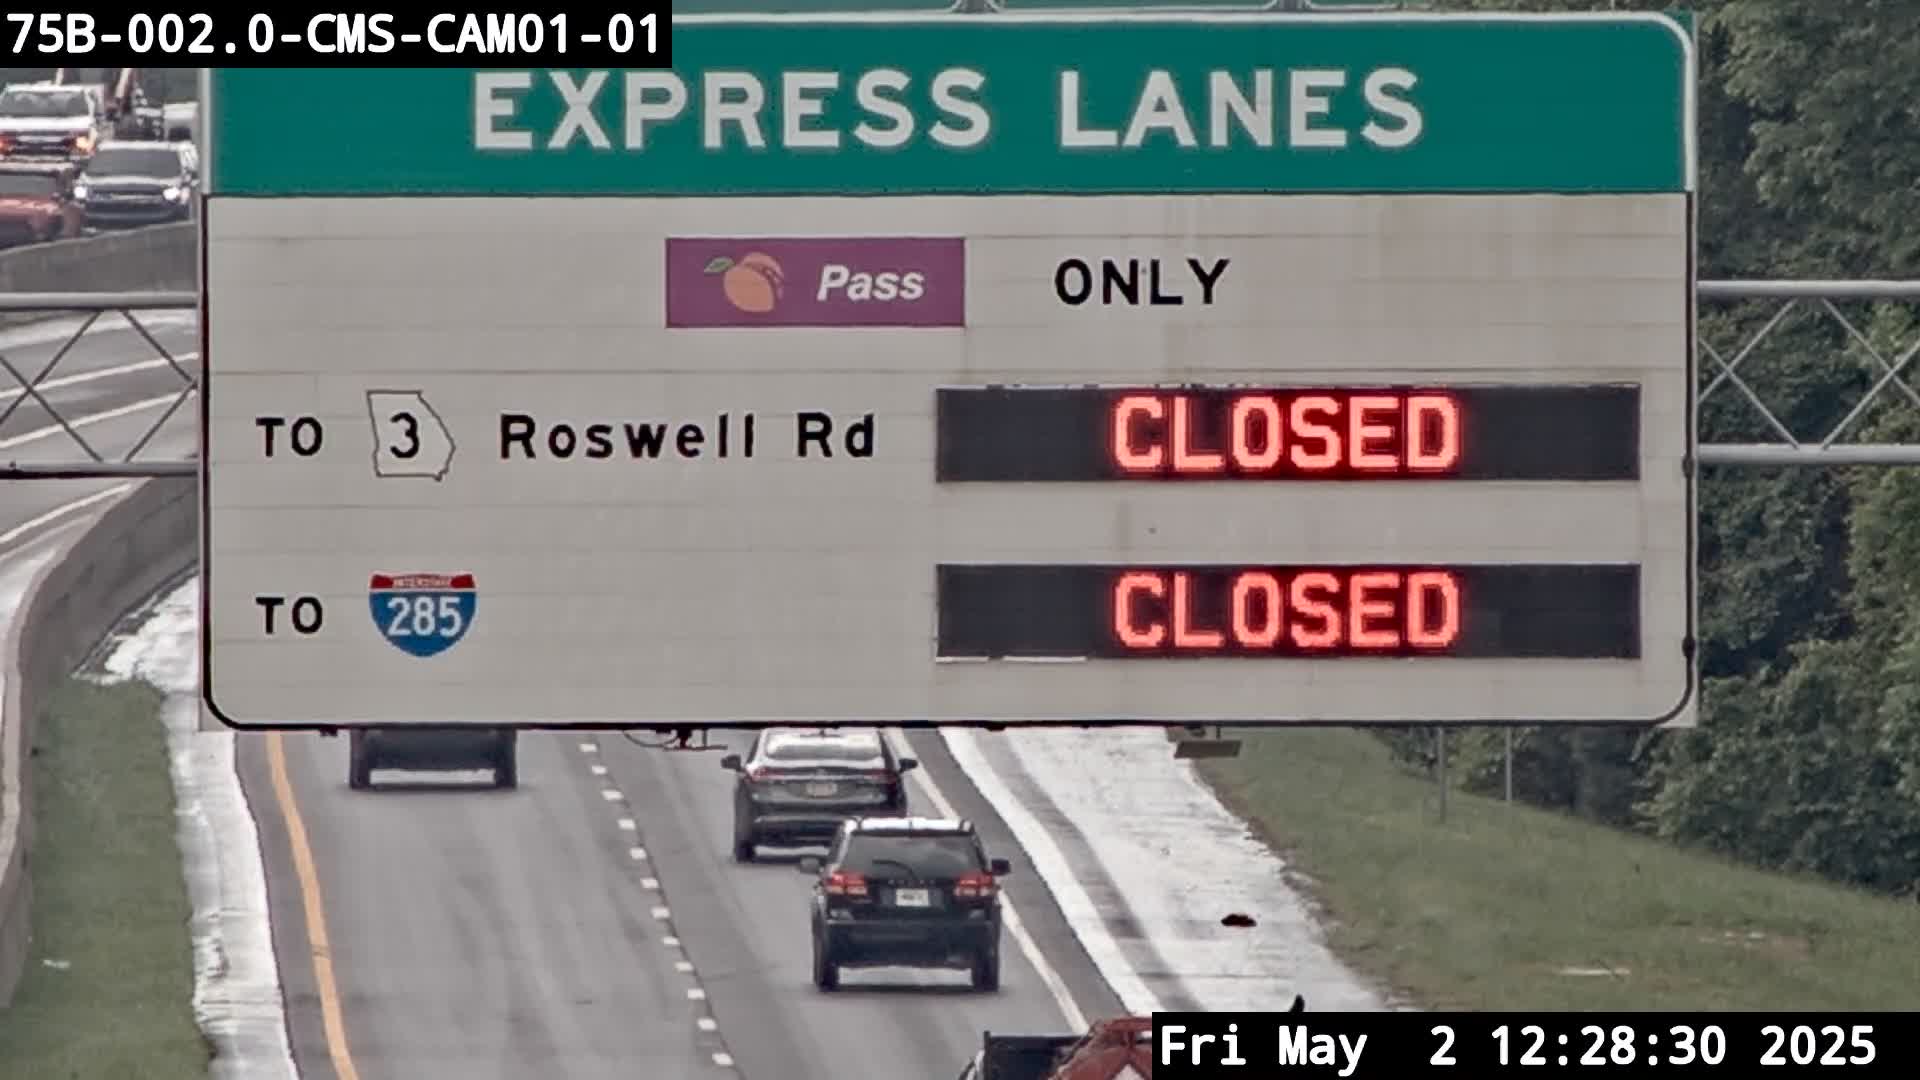 75B-002.0-CMS-CAM01-01
EXPRESS LANES
Pass ONLY
TO 3 Roswell Rd CLOSED
TO INTERSTATE 285 CLOSED
Fri May 2 12:28:30 2025